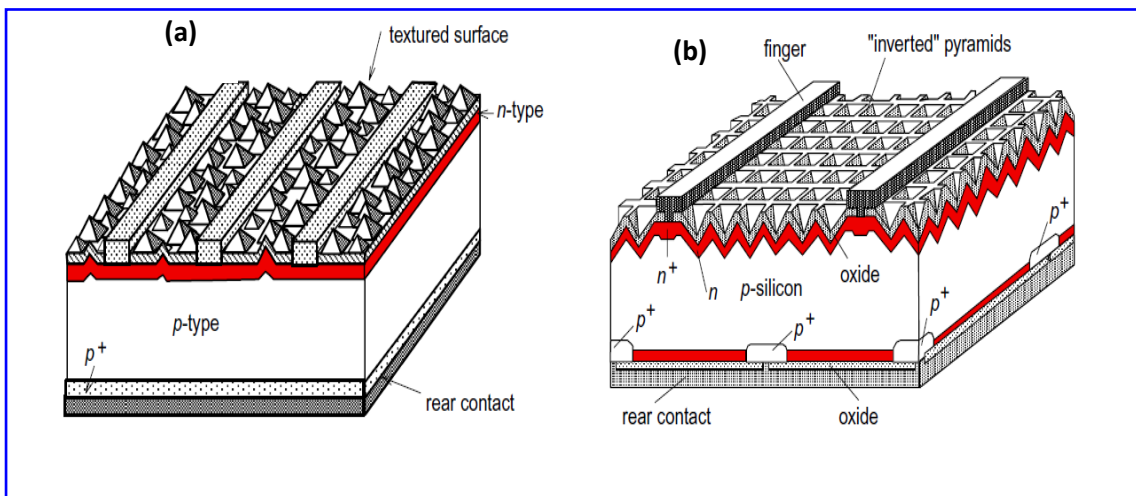 (a)
textured surface
n-type
p-type
p+
rear contact
(b)
finger
"inverted" pyramids
p+
n+
n
oxide
p-silicon
p+
p+
p+
rear contact
oxide